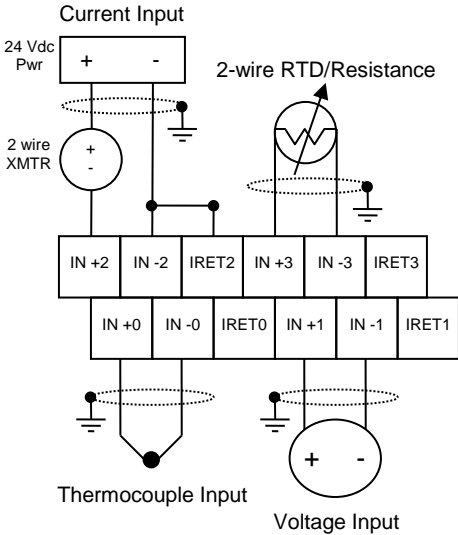 Current Input
24 Vdc
Pwr
+ -
2-wire RTD/Resistance
2 wire
XMTR
+
-
IN +2 IN -2 IRET2 IN +3 IN -3 IRET3
IN +0 IN -0 IRET0 IN +1 IN -1 IRET1
+ -
Thermocouple Input
Voltage Input